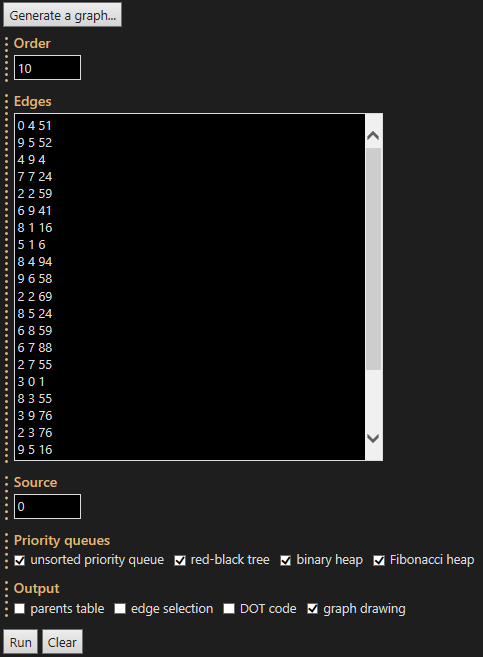 Generate a graph...
Order
10
Edges
0 4 51
9 5 52
4 9 4
7 7 24
2 2 59
6 9 41
8 1 16
5 1 6
8 4 94
9 6 58
2 2 69
8 5 24
6 8 59
6 7 88
2 7 55
3 0 1
8 3 55
3 9 76
2 3 76
9 5 16
Source
0
Priority queues
unsorted priority queue red-black tree binary heap Fibonacci heap
Output
parents table edge selection DOT code graph drawing
Run Clear